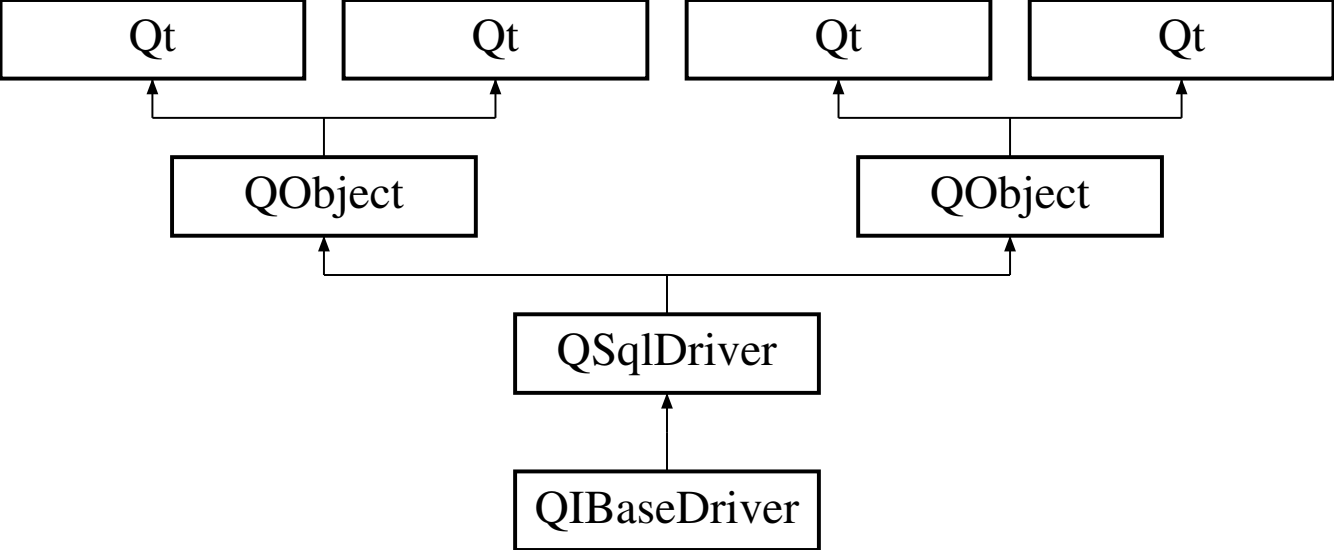 Qt
Qt
Qt
Qt
QObject
QObject
QSqlDriver
QIBaseDriver